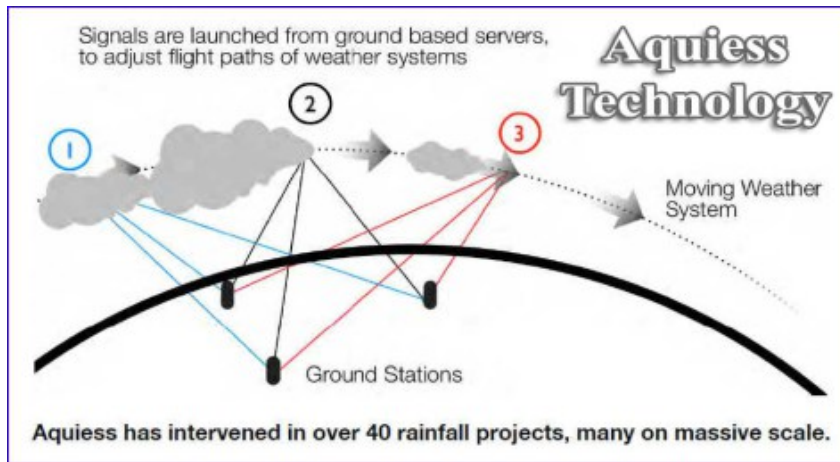 Signals are launched from ground based servers,
to adjust flight paths of weather systems
Aquiess
Technology
1
2
3
Moving Weather
System
Ground Stations
Aquiess has intervened in over 40 rainfall projects, many on massive scale.